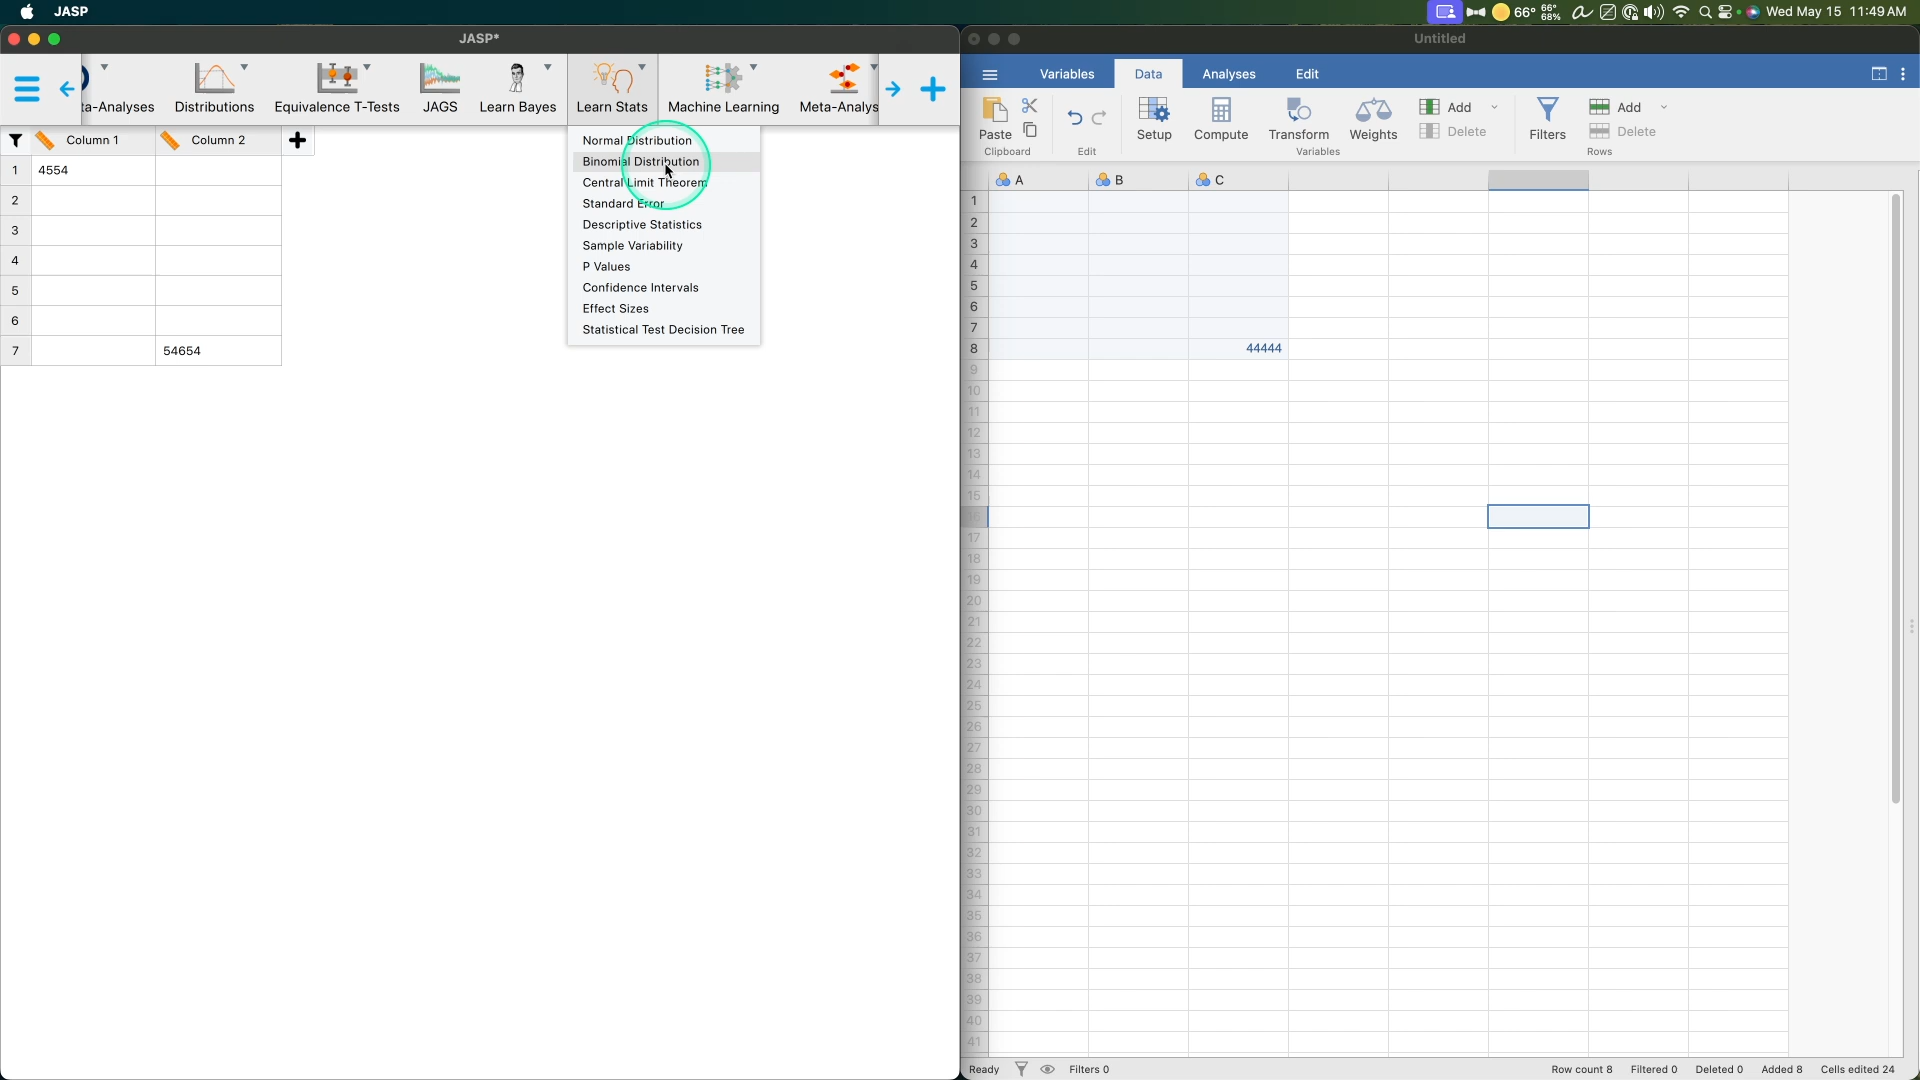 JASP
66° 66° 68% Wed May 15 11:49 AM
JASP*
ta-Analyses Distributions Equivalence T-Tests JAGS Learn Bayes Learn Stats Machine Learning Meta-Analys
Column 1 Column 2
1 4554
2
3
4
5
6
7 54654
Normal Distribution
Binomial Distribution
Central Limit Theorem
Standard Error
Descriptive Statistics
Sample Variability
P Values
Confidence Intervals
Effect Sizes
Statistical Test Decision Tree
Untitled
Variables Data Analyses Edit
Paste Setup Compute Transform Weights Add Delete Filters Add Delete
Clipboard Edit Variables Rows
A B C
1
2
3
4
5
6
7
8 44444
9
10
11
12
13
14
15
16
17
18
19
20
21
22
23
24
25
26
27
28
29
30
31
32
33
34
35
36
37
38
39
40
41
Ready Filters 0 Row count 8 Filtered 0 Deleted 0 Added 8 Cells edited 24